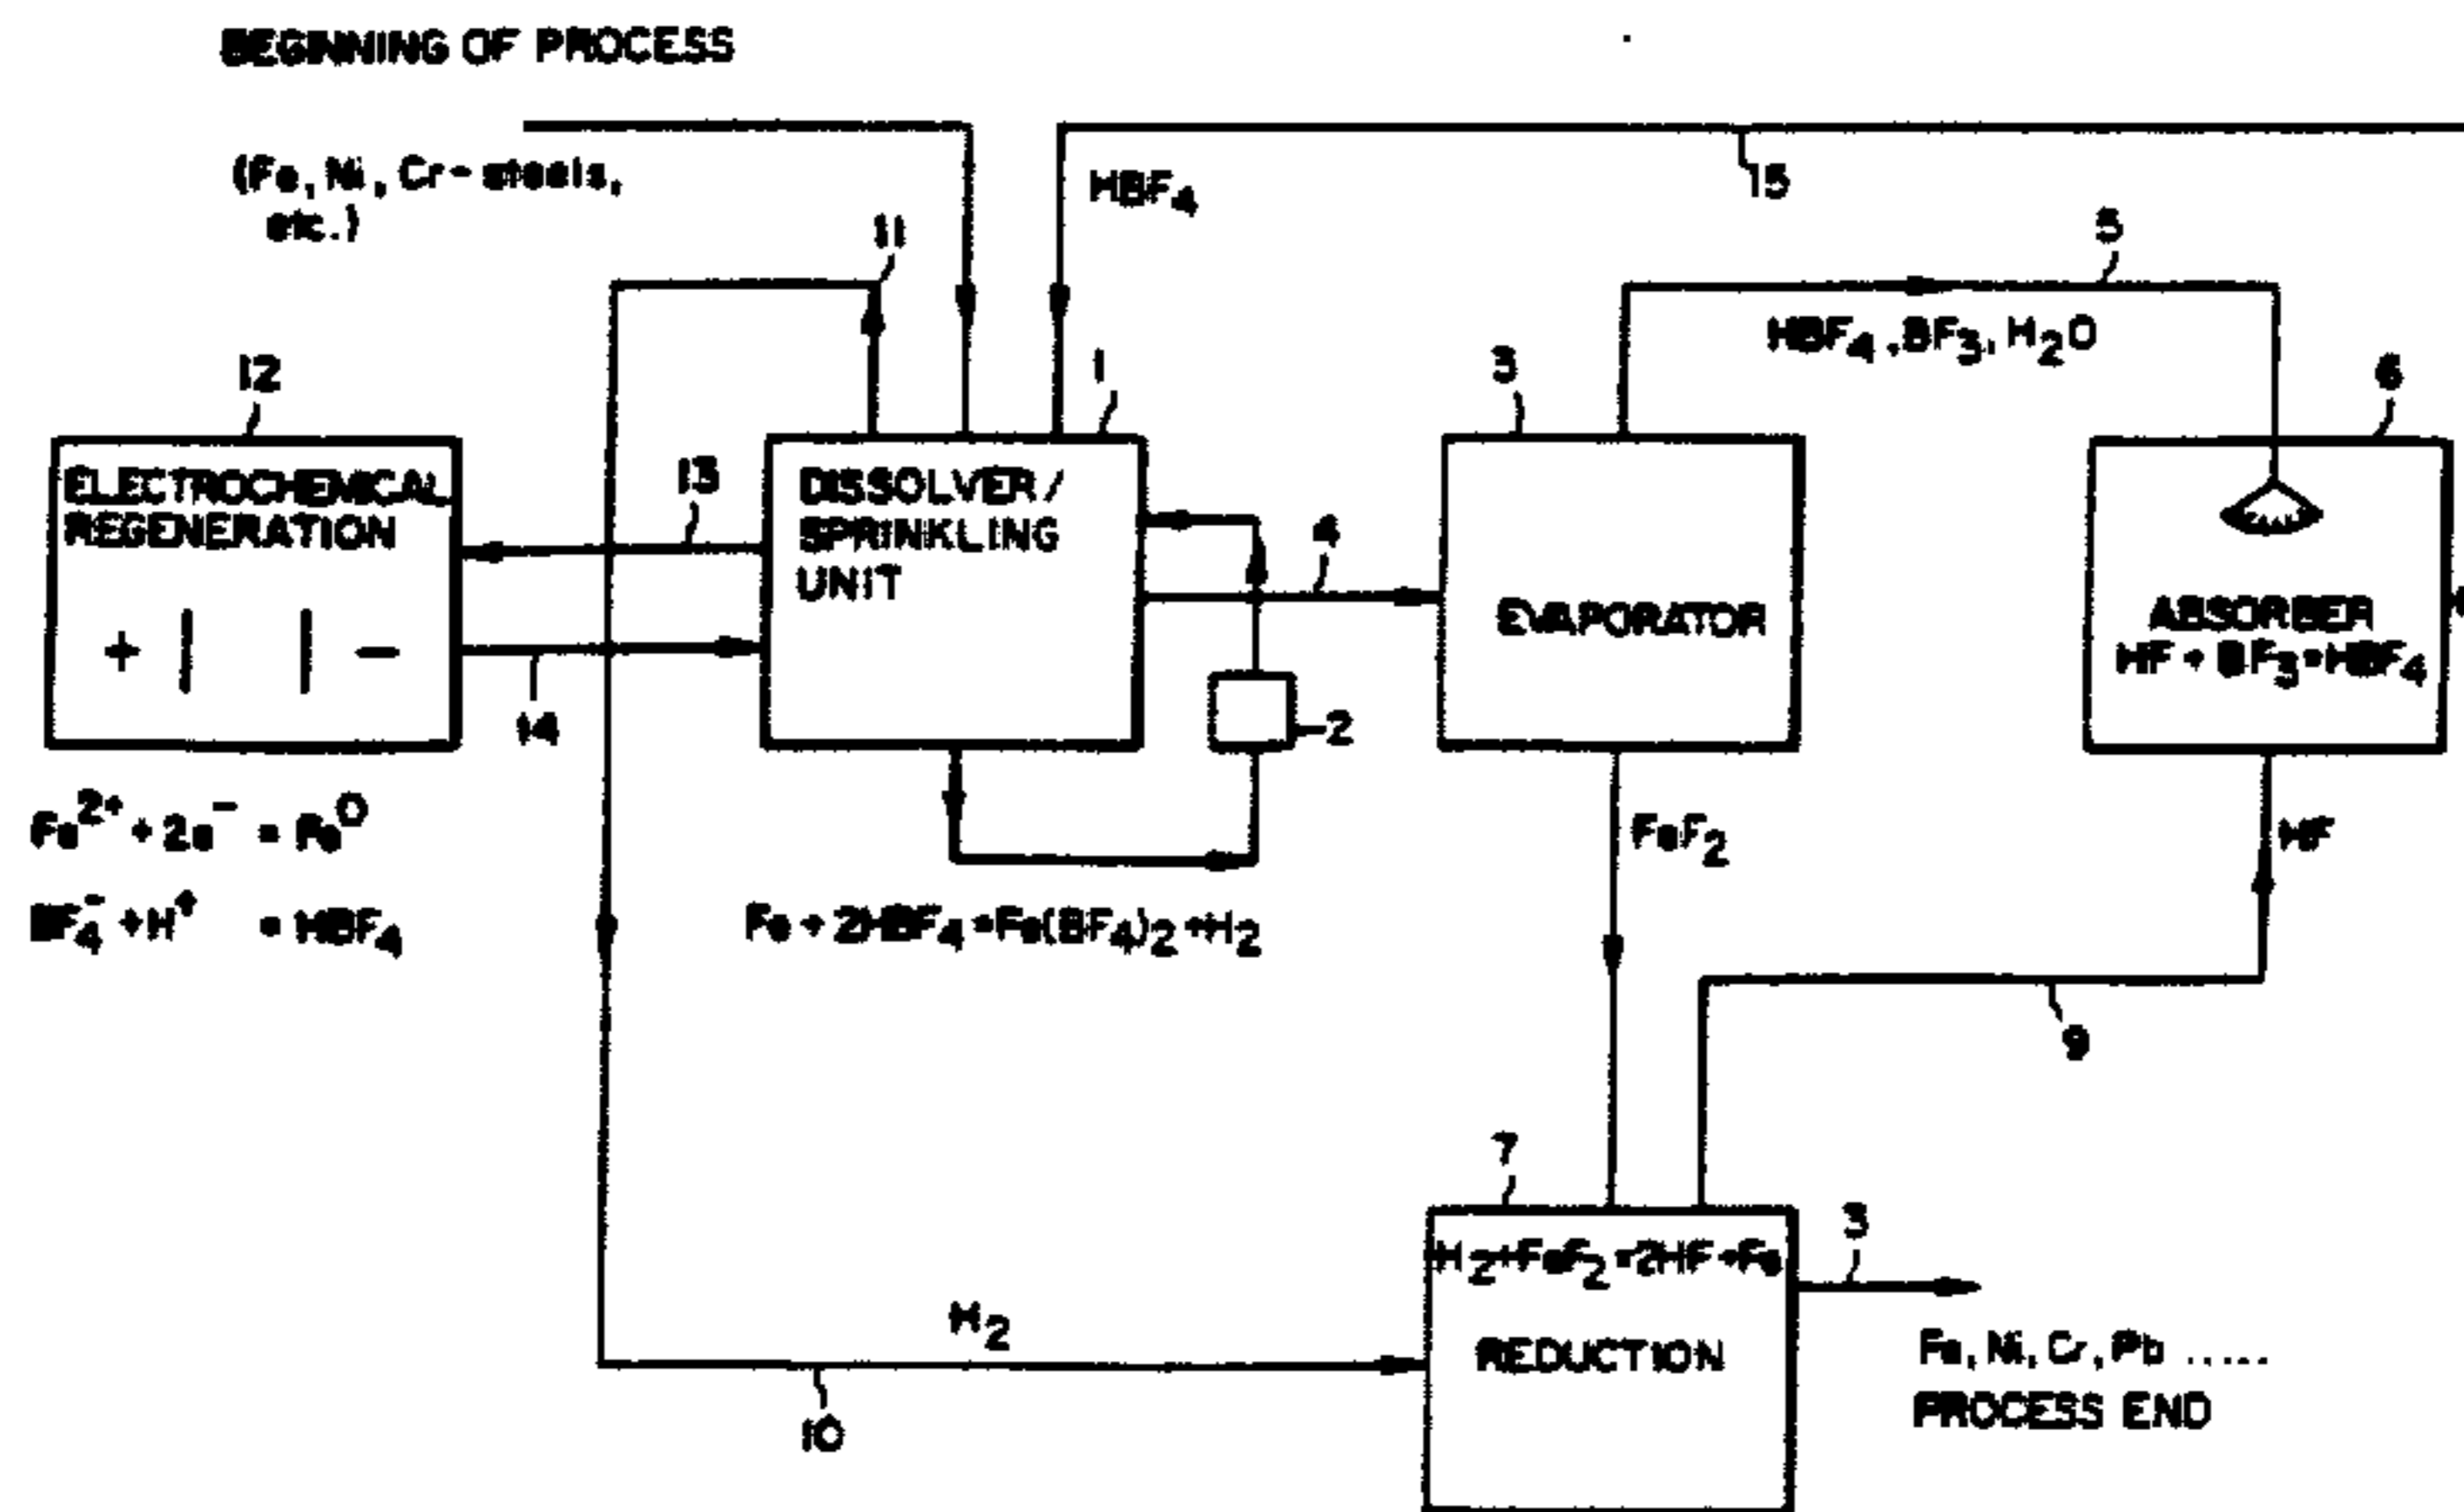 BEGINNING OF PROCESS
(Fe, Ni, Cr-steels,
etc.)
11
HBF4
15
5
HBF4, BF3, H2O
12
1
3
6
ELECTROCHEMICAL
REGENERATION
+ | | −
13
14
DISSOLVER/
SPRINKLING
UNIT
4
2
EVAPORATOR
ABSORBER
HF + BF3 = HBF4
Fe2+ + 2e− = Fe0
BF4− + H+ = HBF4
Fe + 2HBF4 = Fe(BF4)2 + H2
FeF2
HF
9
7
H2 + FeF2 = 2HF + Fe
REDUCTION
3
H2
10
Fe, Ni, Cr, Pb .....
PROCESS END